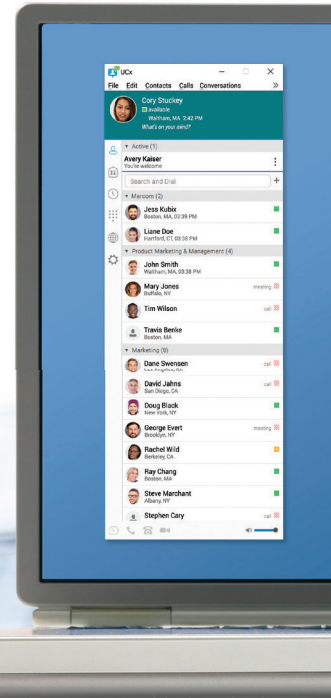 UCx
File Edit Contacts Calls Conversations »
Cory Stuckey
available
Waltham, MA 2:42 PM
What's on your mind?
Active (1)
Avery Kaiser
You're welcome
Search and Dial
Marcom (2)
Jess Kubix
Boston, MA, 03:39 PM
Liane Doe
Hartford, CT, 03:38 PM
Product Marketing & Management (4)
John Smith
Waltham, MA, 03:38 PM
Mary Jones meeting
Buffalo, NY
Tim Wilson call
Travis Benke
Boston, MA
Marketing (9)
Dane Swensen call
Los Angeles, CA
David Jahns call
San Diego, CA
Doug Black
New York, NY
George Evert meeting
Brooklyn, NY
Rachel Wild
Berkeley, CA
Ray Chang
Boston, MA
Steve Marchant
Albany, NY
Stephen Cary call